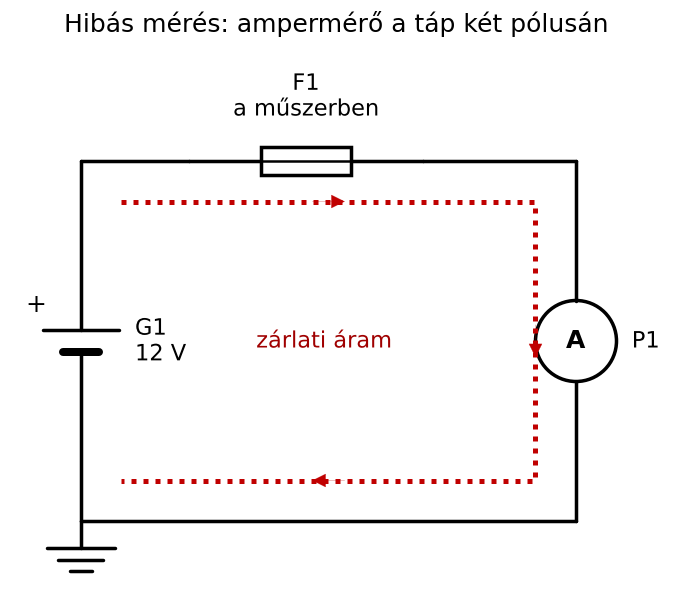 Hibás mérés: ampermérő a táp két pólusán
F1
a műszerben
+
G1
12 V
zárlati áram
A
P1